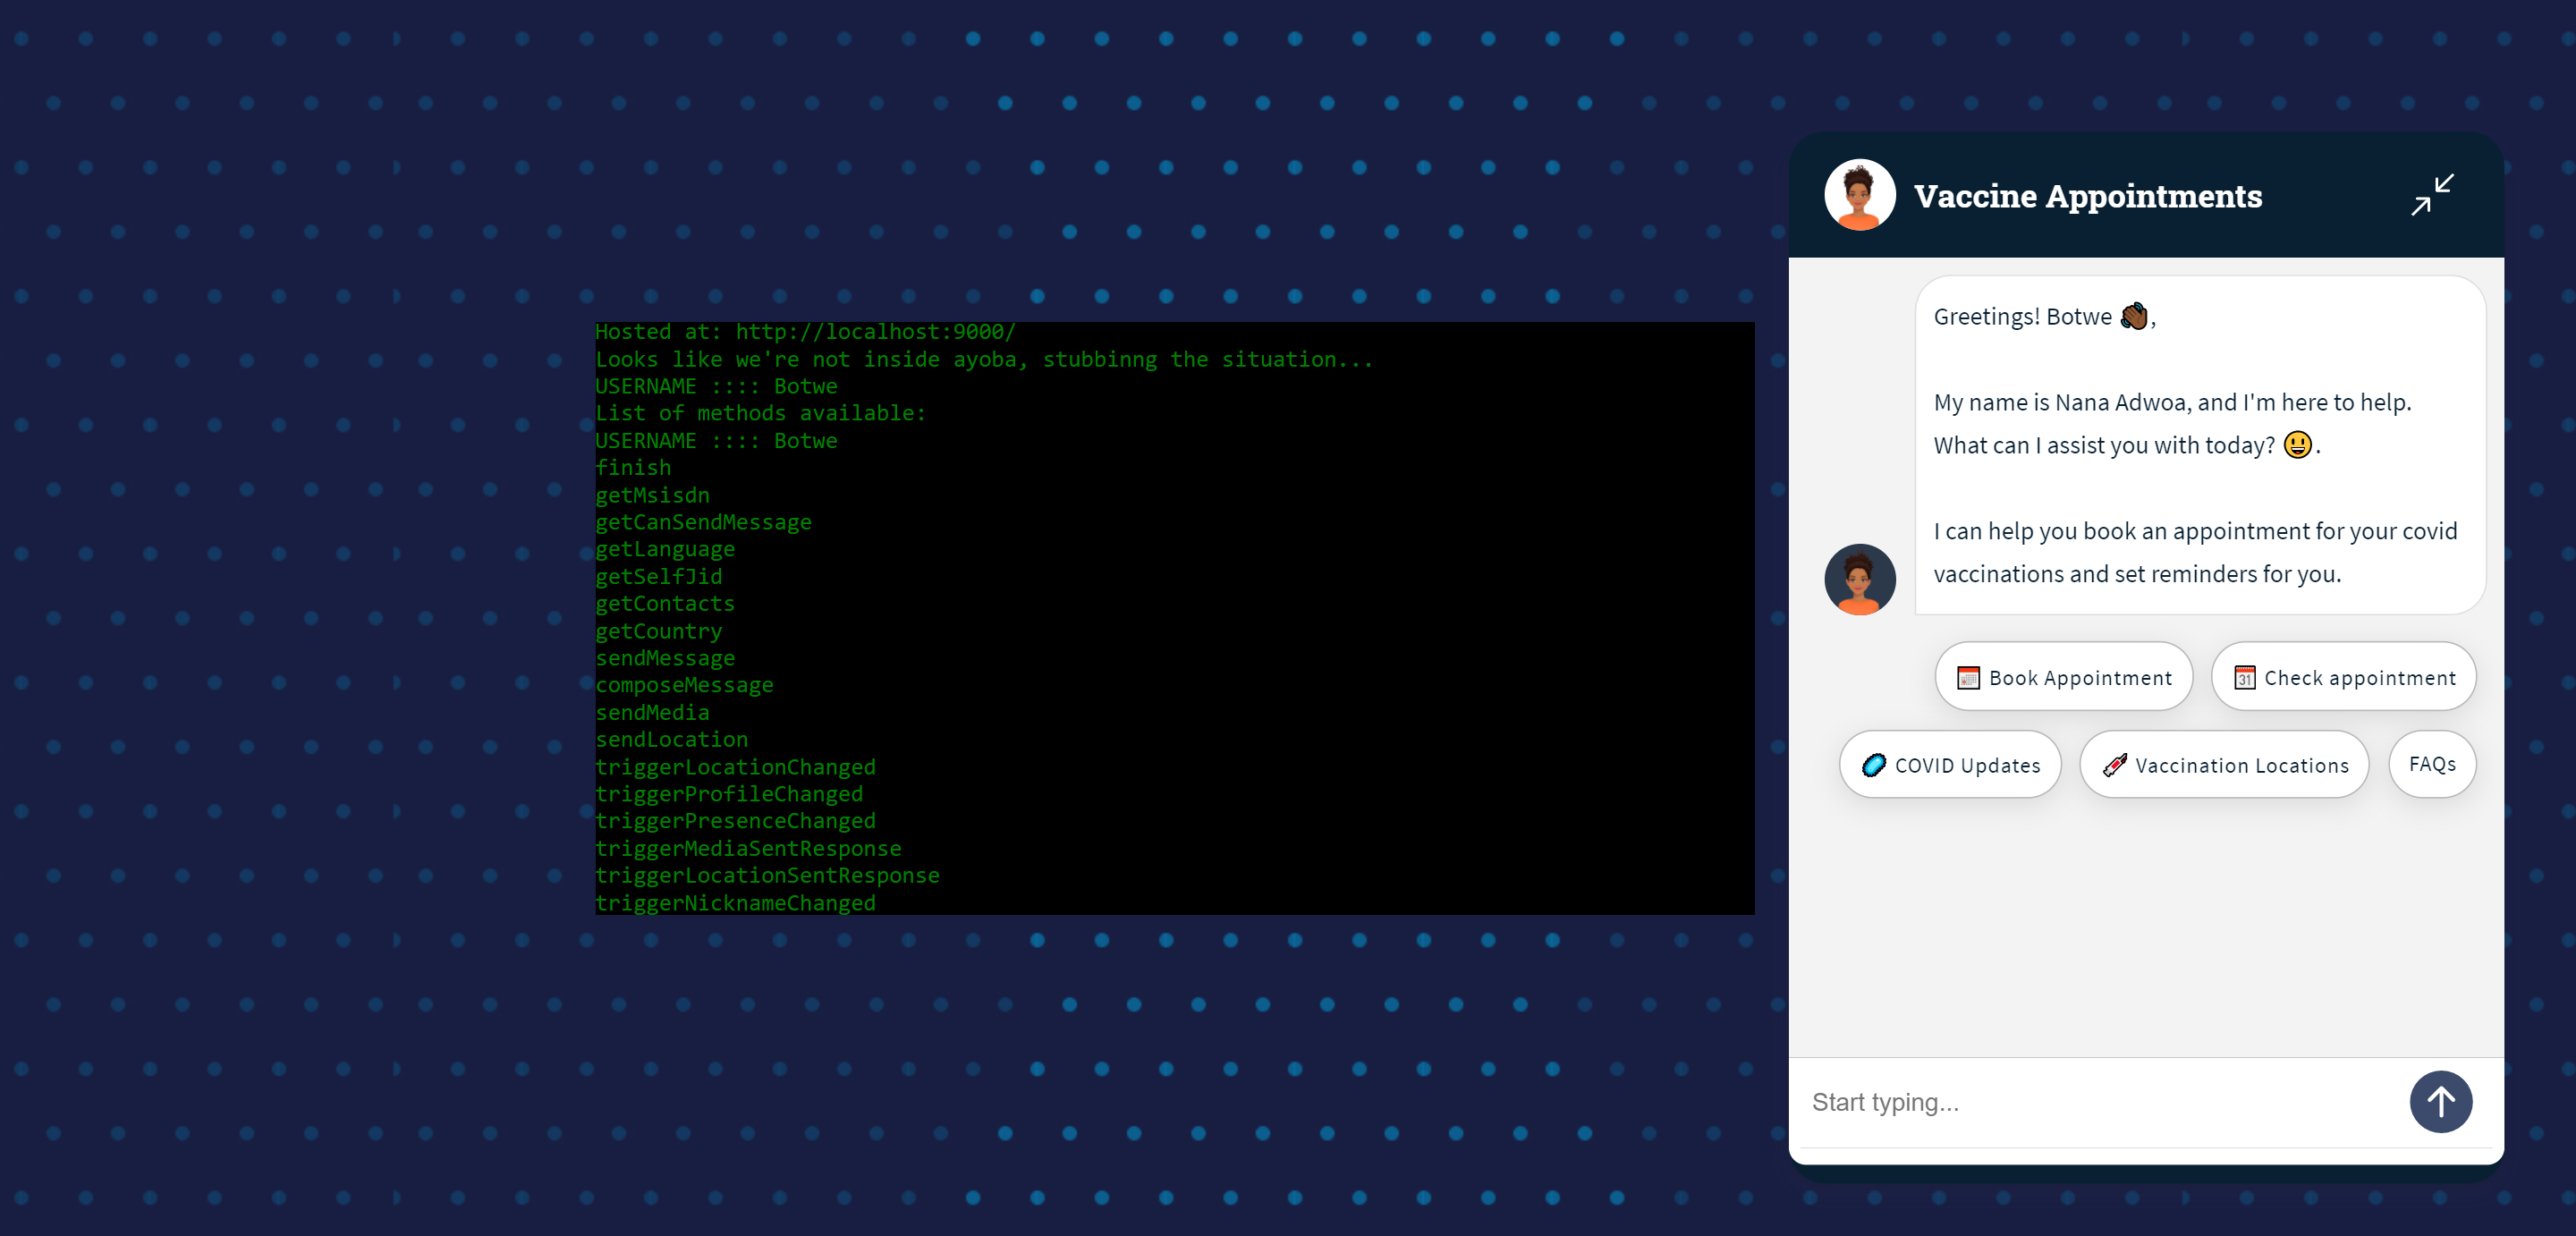 Hosted at: http://localhost:9000/
Looks like we're not inside ayoba, stubbinng the situation...
USERNAME :::: Botwe
List of methods available:
USERNAME :::: Botwe
finish
getMsisdn
getCanSendMessage
getLanguage
getSelfJid
getContacts
getCountry
sendMessage
composeMessage
sendMedia
sendLocation
triggerLocationChanged
triggerProfileChanged
triggerPresenceChanged
triggerMediaSentResponse
triggerLocationSentResponse
triggerNicknameChanged
Vaccine Appointments
Greetings! Botwe 👋🏾,
My name is Nana Adwoa, and I'm here to help.
What can I assist you with today? 😃.
I can help you book an appointment for your covid
vaccinations and set reminders for you.
Book Appointment
31 Check appointment
COVID Updates
Vaccination Locations
FAQs
Start typing...